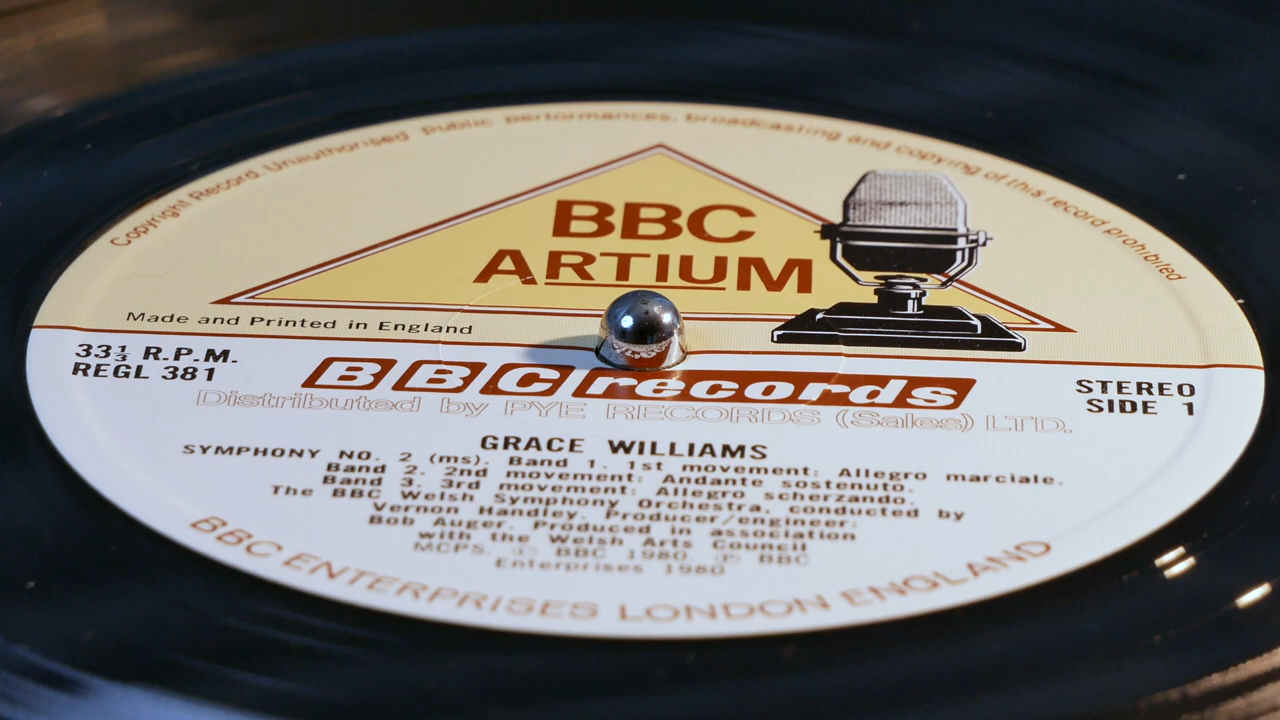 Copyright Record. Unauthorised public performances, broadcasting and copying of this record prohibited
BBC
ARTIUM
Made and Printed in England
33⅓ R.P.M.
REGL 381
BBC records
STEREO
SIDE 1
Distributed by PYE RECORDS (Sales) LTD.
GRACE WILLIAMS
SYMPHONY NO. 2 (ms). Band 1. 1st movement: Allegro marciale.
Band 2. 2nd movement: Andante sostenuto.
Band 3. 3rd movement: Allegro scherzando.
The BBC Welsh Symphony Orchestra, conducted by
Vernon Handley. Producer/engineer:
Bob Auger. Produced in association
with the Welsh Arts Council
MCPS. Ⓒ BBC 1980. Ⓟ BBC
Enterprises 1980
BBC ENTERPRISES LONDON ENGLAND